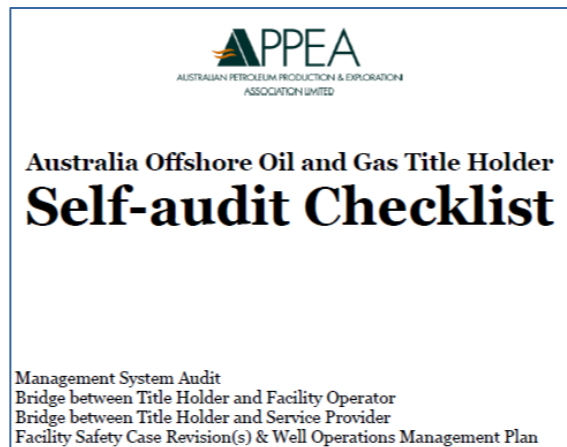 APPEA
AUSTRALIAN PETROLEUM PRODUCTION & EXPLORATION
ASSOCIATION LIMITED
Australia Offshore Oil and Gas Title Holder
Self-audit Checklist
Management System Audit
Bridge between Title Holder and Facility Operator
Bridge between Title Holder and Service Provider
Facility Safety Case Revision(s) & Well Operations Management Plan